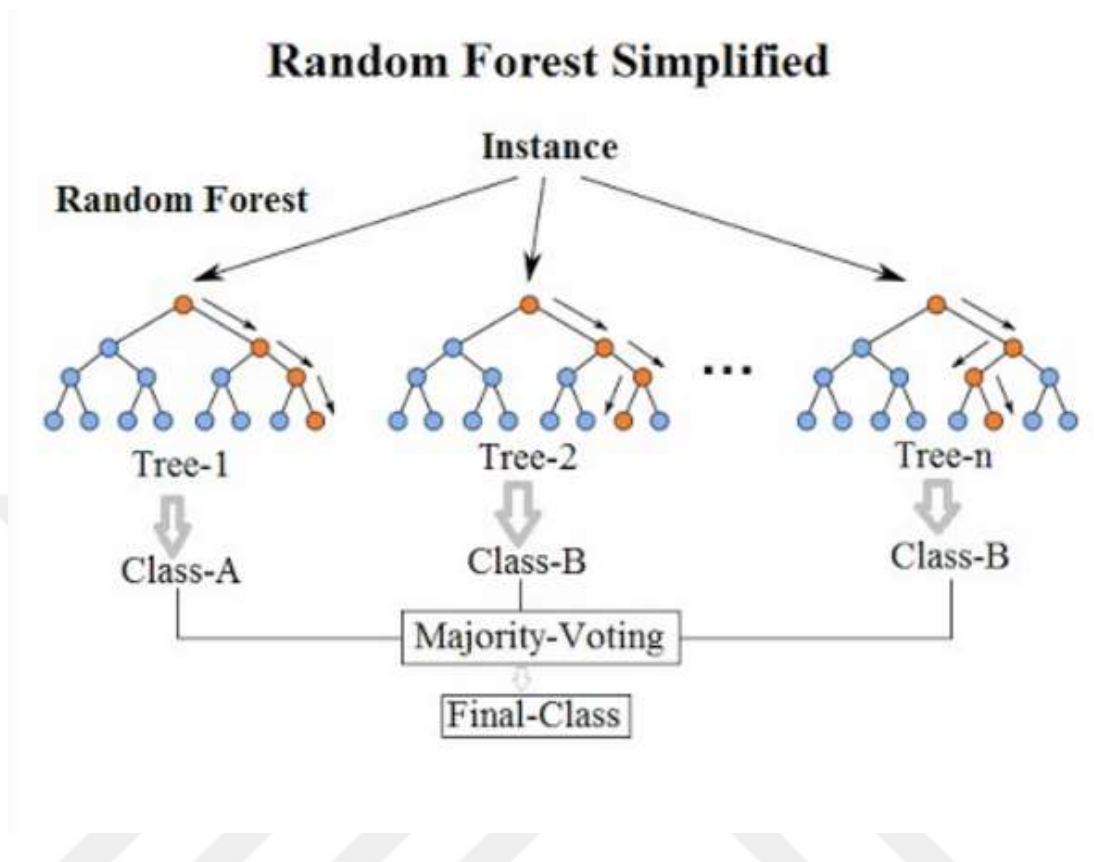 Random Forest Simplified
Instance
Random Forest
...
Tree-1
Tree-2
Tree-n
Class-A
Class-B
Class-B
Majority-Voting
Final-Class